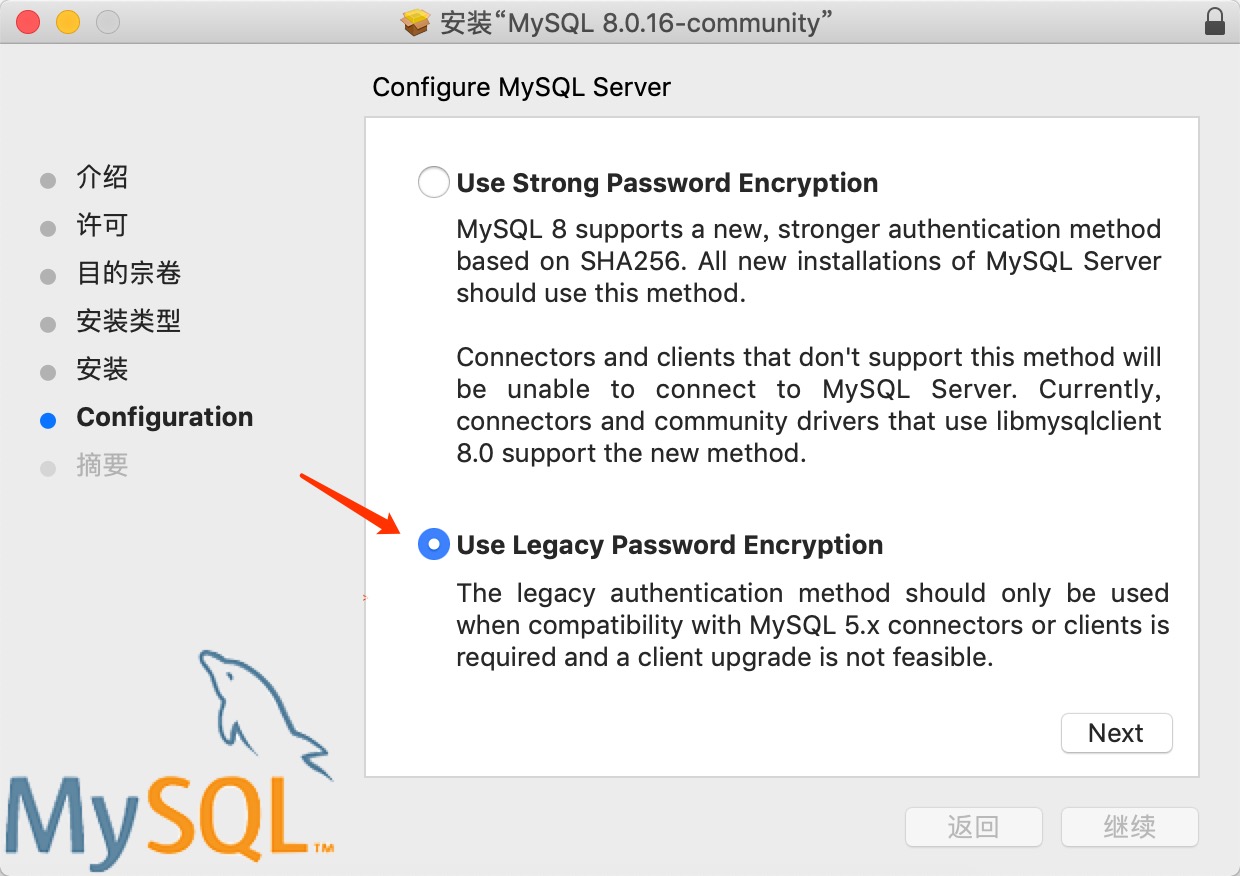 安装“MySQL 8.0.16-community”
Configure MySQL Server
介绍
许可
目的宗卷
安装类型
安装
Configuration
摘要
Use Strong Password Encryption
MySQL 8 supports a new, stronger authentication method
based on SHA256. All new installations of MySQL Server
should use this method.
Connectors and clients that don't support this method will
be unable to connect to MySQL Server. Currently,
connectors and community drivers that use libmysqlclient
8.0 support the new method.
Use Legacy Password Encryption
The legacy authentication method should only be used
when compatibility with MySQL 5.x connectors or clients is
required and a client upgrade is not feasible.
Next
MySQL™
返回
继续